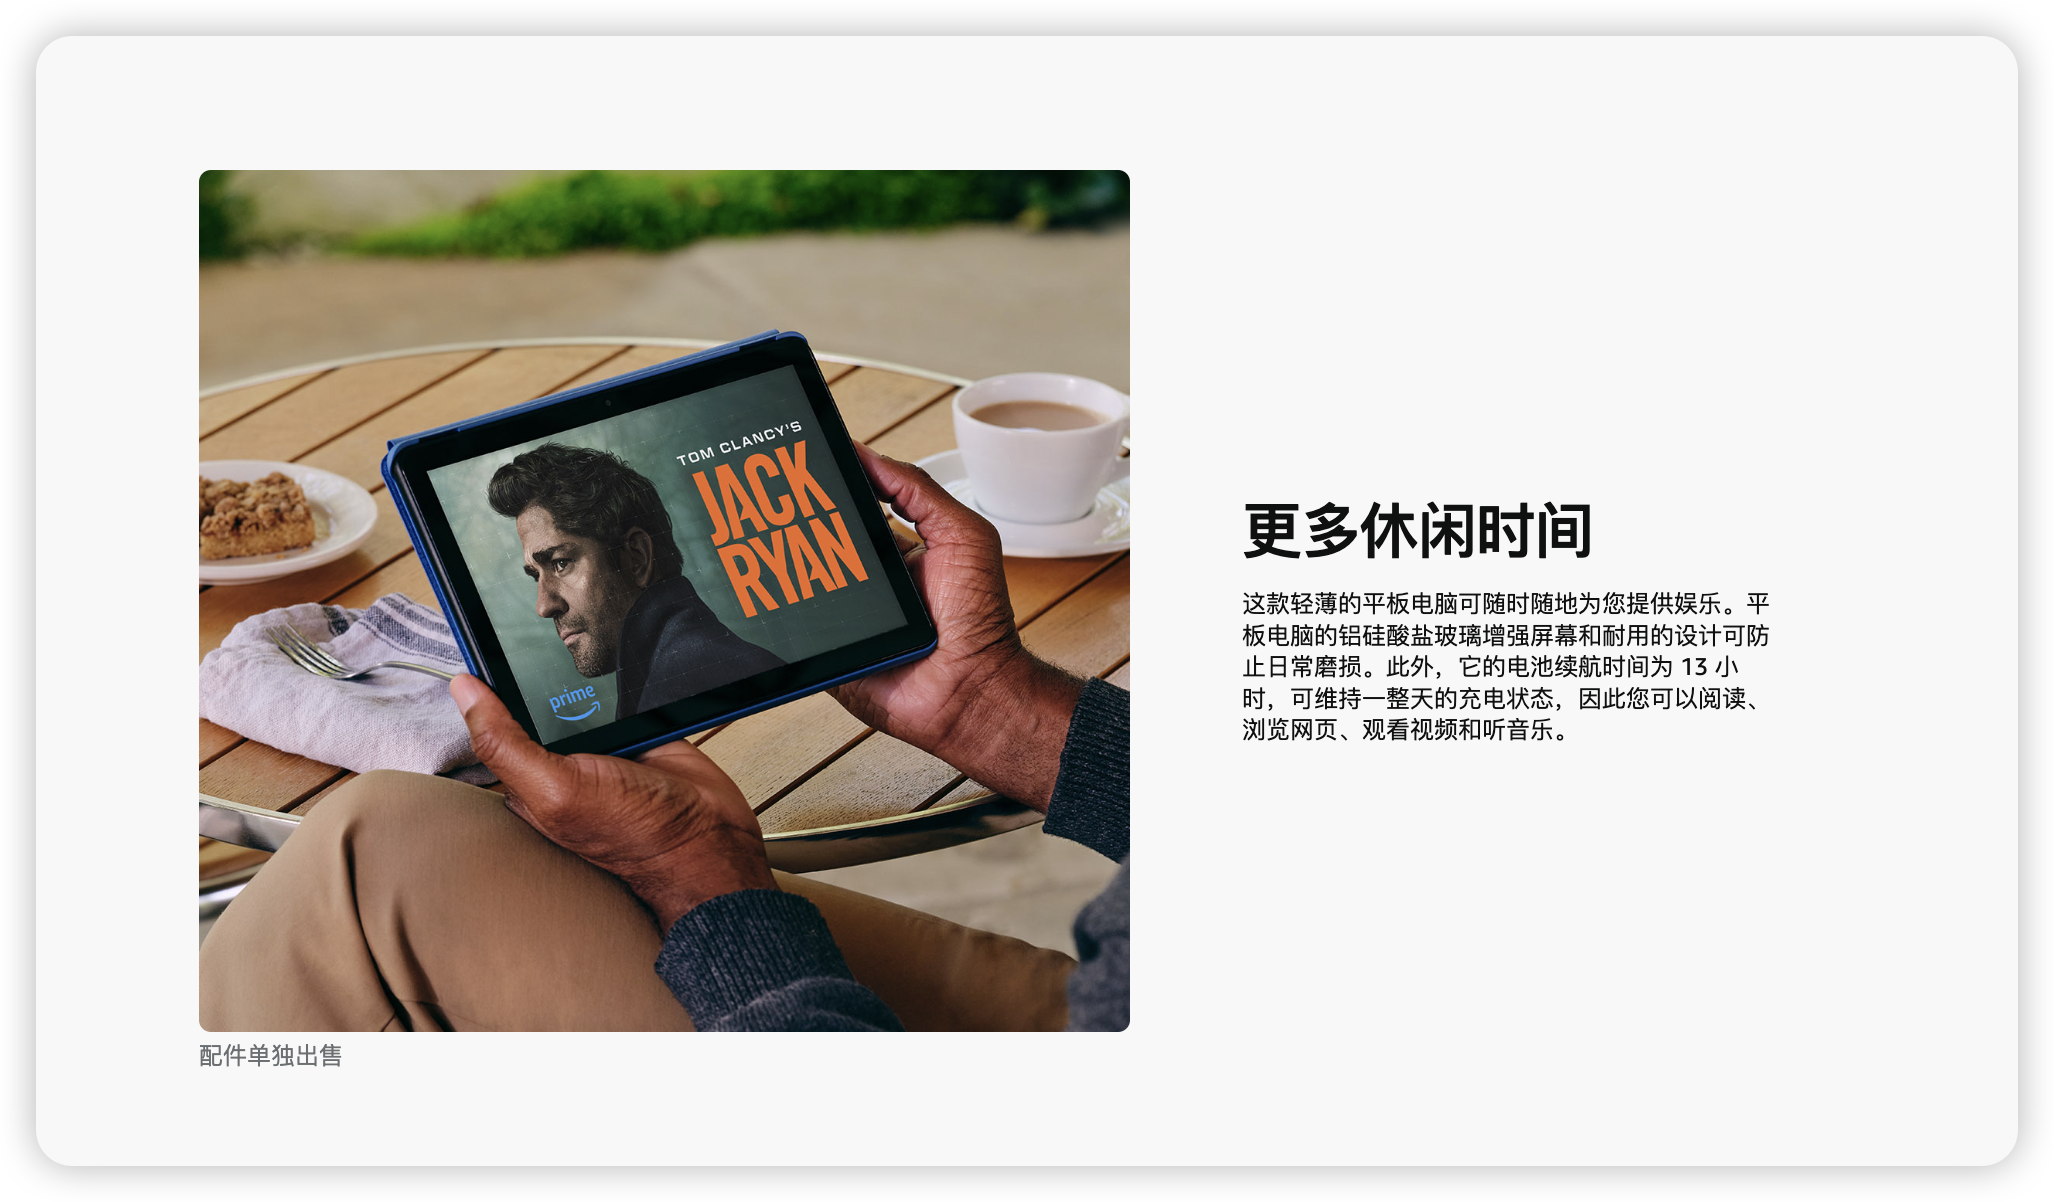 TOM CLANCY'S
JACK
RYAN
prime
更多休闲时间
这款轻薄的平板电脑可随时随地为您提供娱乐。平
板电脑的铝硅酸盐玻璃增强屏幕和耐用的设计可防
止日常磨损。此外，它的电池续航时间为 13 小
时，可维持一整天的充电状态，因此您可以阅读、
浏览网页、观看视频和听音乐。
配件单独出售